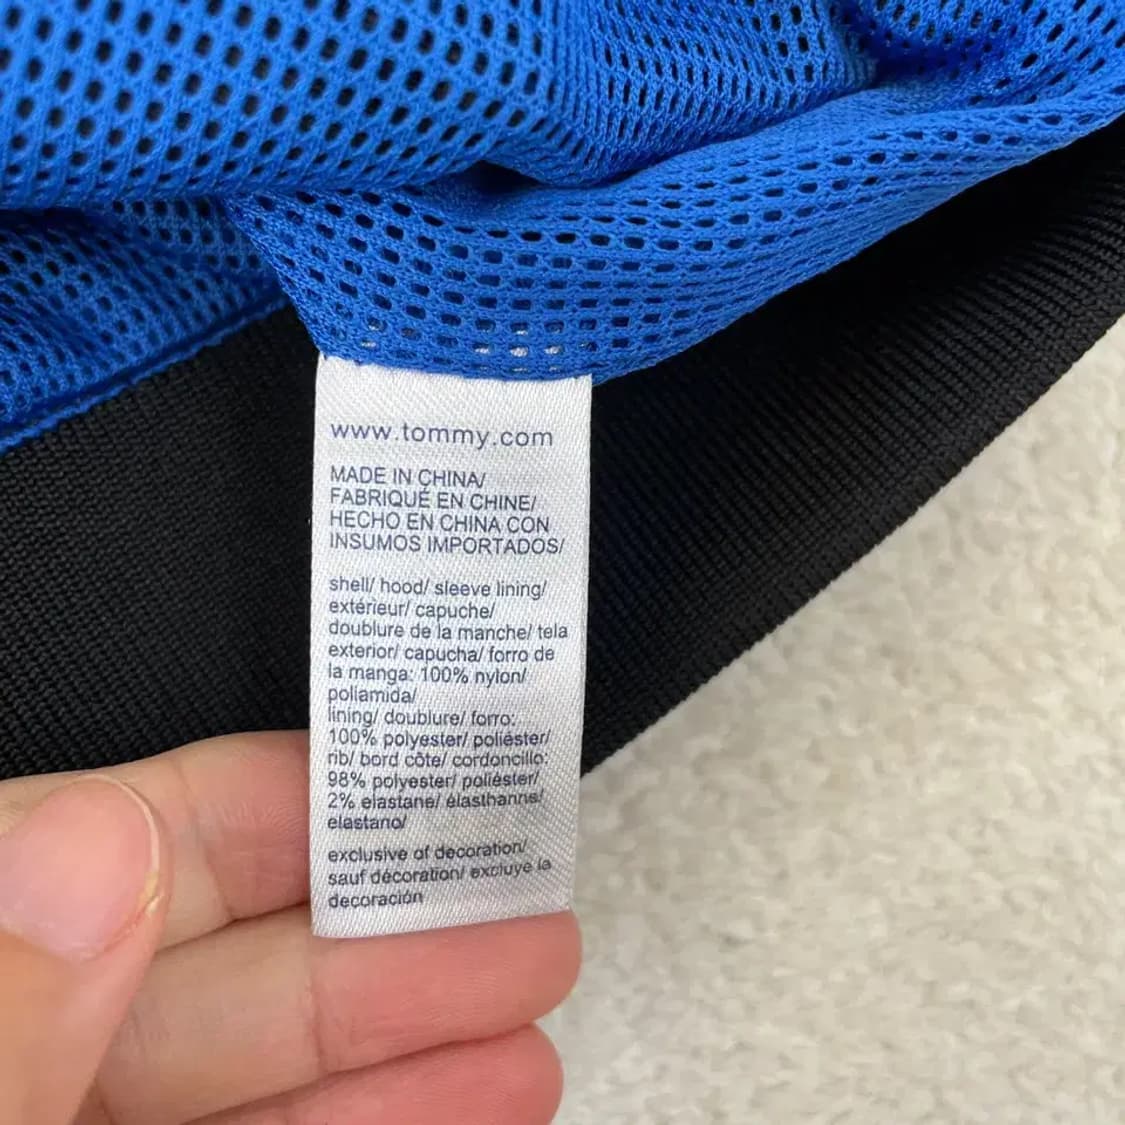 www.tommy.com
MADE IN CHINA/
FABRIQUÉ EN CHINE/
HECHO EN CHINA CON
INSUMOS IMPORTADOS/
shell/ hood/ sleeve lining/
extérieur/ capuche/
doublure de la manche/ tela
exterior/ capucha/ forro de
la manga: 100% nylon/
poliamida/
lining/ doublure/ forro:
100% polyester/ poliéster/
rib/ bord côte/ cordoncillo:
98% polyester/ poliéster/
2% elastane/ élasthanne/
elastano/
exclusive of decoration/
sauf décoration/ excluye la
decoración